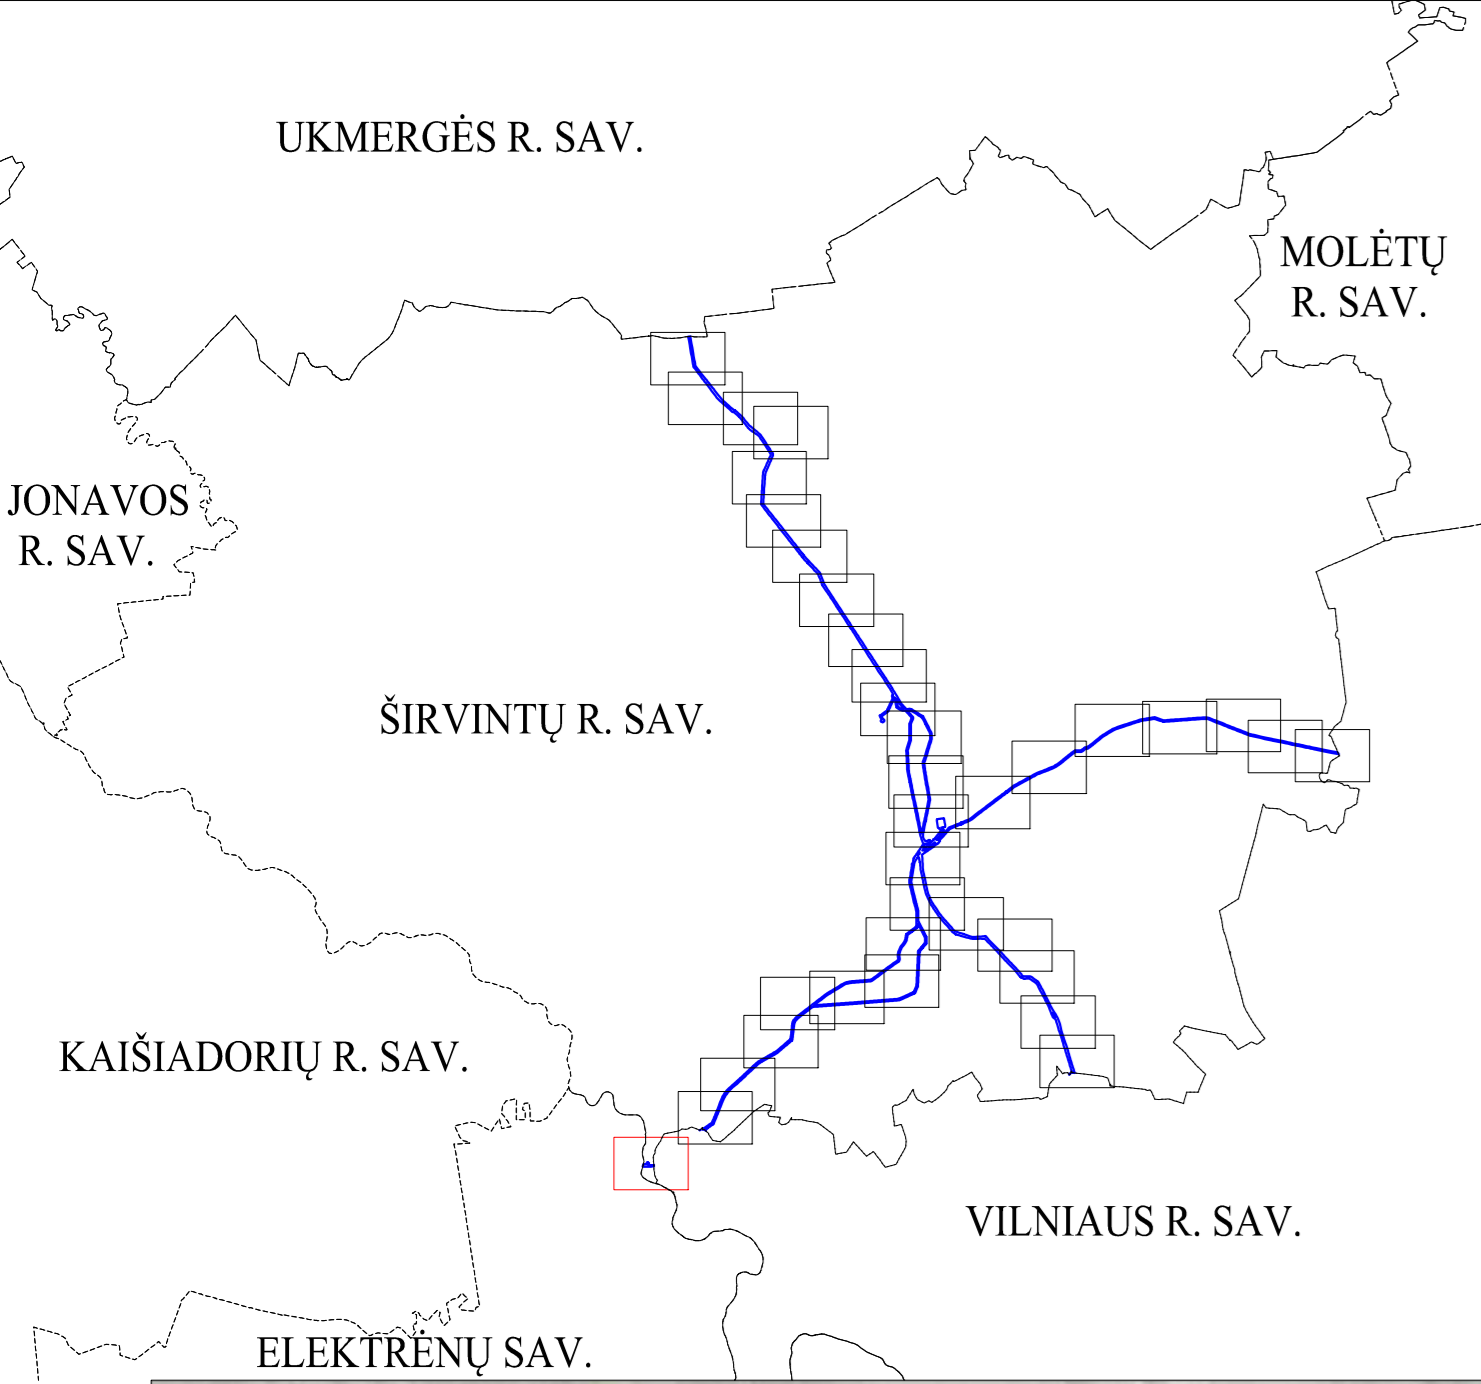 UKMERGĖS R. SAV.
MOLĖTŲ
R. SAV.
JONAVOS
R. SAV.
ŠIRVINTŲ R. SAV.
KAIŠIADORIŲ R. SAV.
VILNIAUS R. SAV.
ELEKTRĖNŲ SAV.